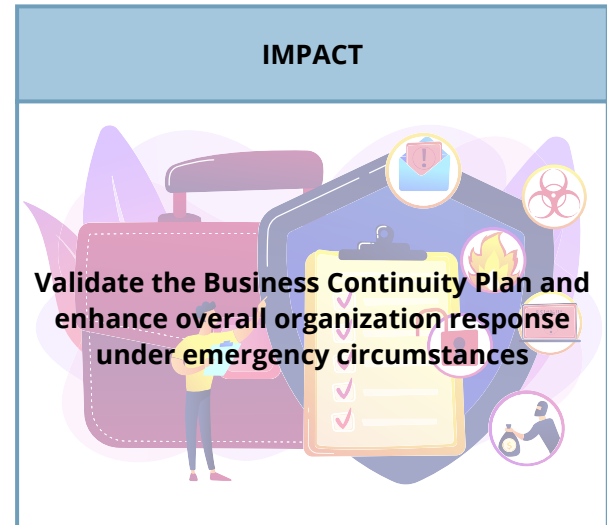 IMPACT
Validate the Business Continuity Plan and
enhance overall organization response
under emergency circumstances